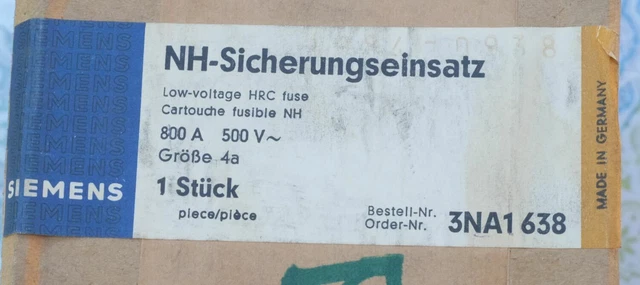 NH-Sicherungseinsatz
Low-voltage HRC fuse
Cartouche fusible NH
800 A 500 V~
Größe 4a
1 Stück
piece/pièce
SIEMENS
Bestell-Nr.
Order-Nr. 3NA1 638
MADE IN GERMANY